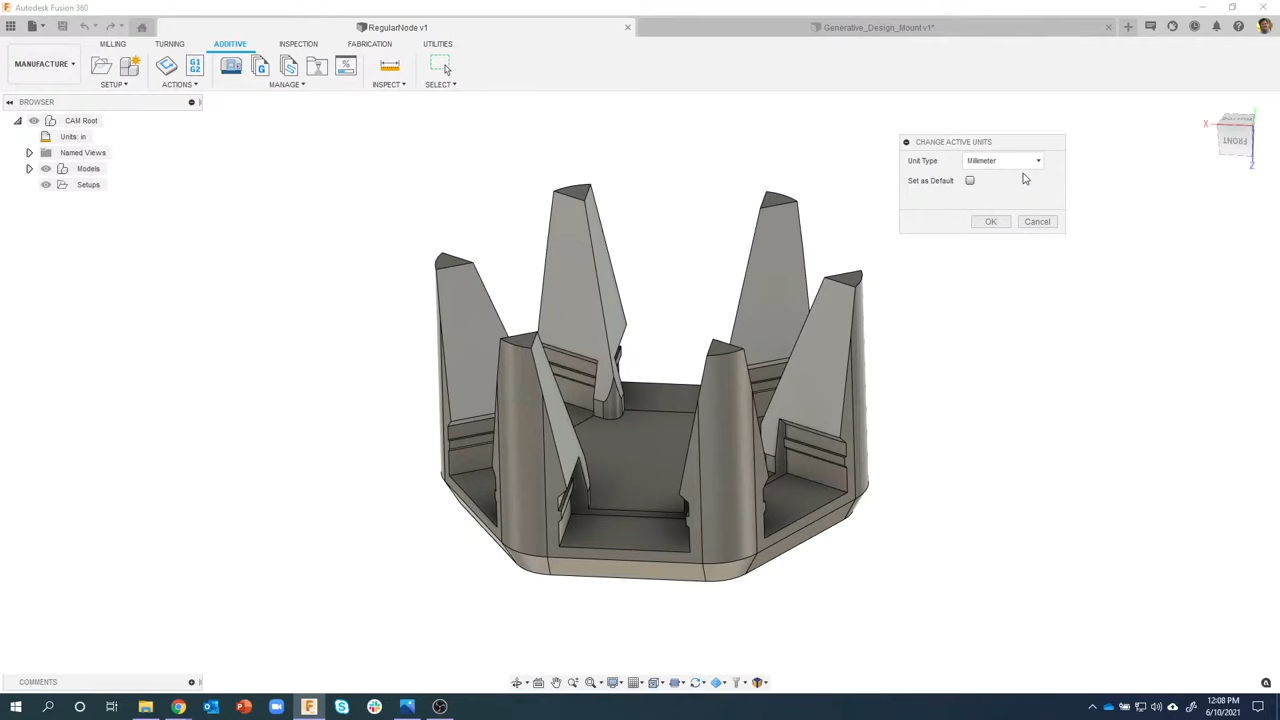 Autodesk Fusion 360
RegularNode v1
Generative_Design_Mount v1*
MILLING TURNING ADDITIVE INSPECTION FABRICATION UTILITIES
MANUFACTURE
G1
G2
G
SETUP ACTIONS MANAGE INSPECT SELECT
BROWSER
CAM Root
Units: in
Named Views
Models
Setups
CHANGE ACTIVE UNITS
Unit Type Millimeter
Set as Default
OK Cancel
X
Y
FRONT
Z
COMMENTS
12:08 PM
6/10/2021